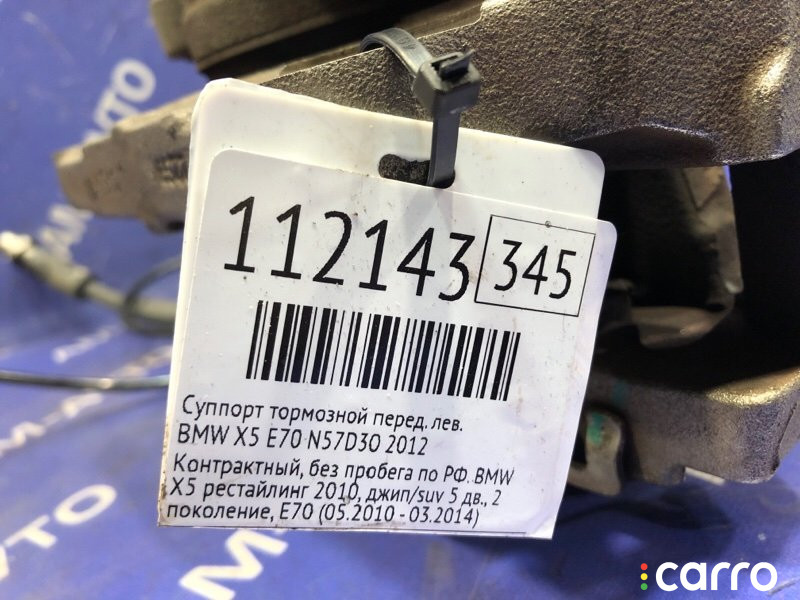 112143 345
Суппорт тормозной перед. лев.
BMW X5 E70 N57D30 2012
Контрактный, без пробега по РФ. BMW
X5 рестайлинг 2010, джип/suv 5 дв., 2
поколение, E70 (05.2010 - 03.2014)
carro